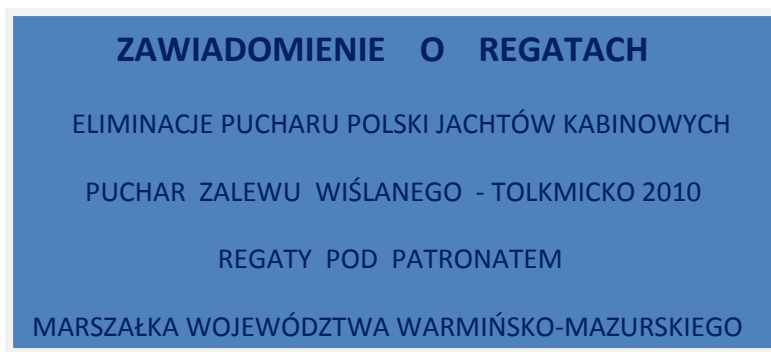 ZAWIADOMIENIE O REGATACH
ELIMINACJE PUCHARU POLSKI JACHTÓW KABINOWYCH
PUCHAR ZALEWU WIŚLANEGO - TOLKMICKO 2010
REGATY POD PATRONATEM
MARSZAŁKA WOJEWÓDZTWA WARMIŃSKO-MAZURSKIEGO